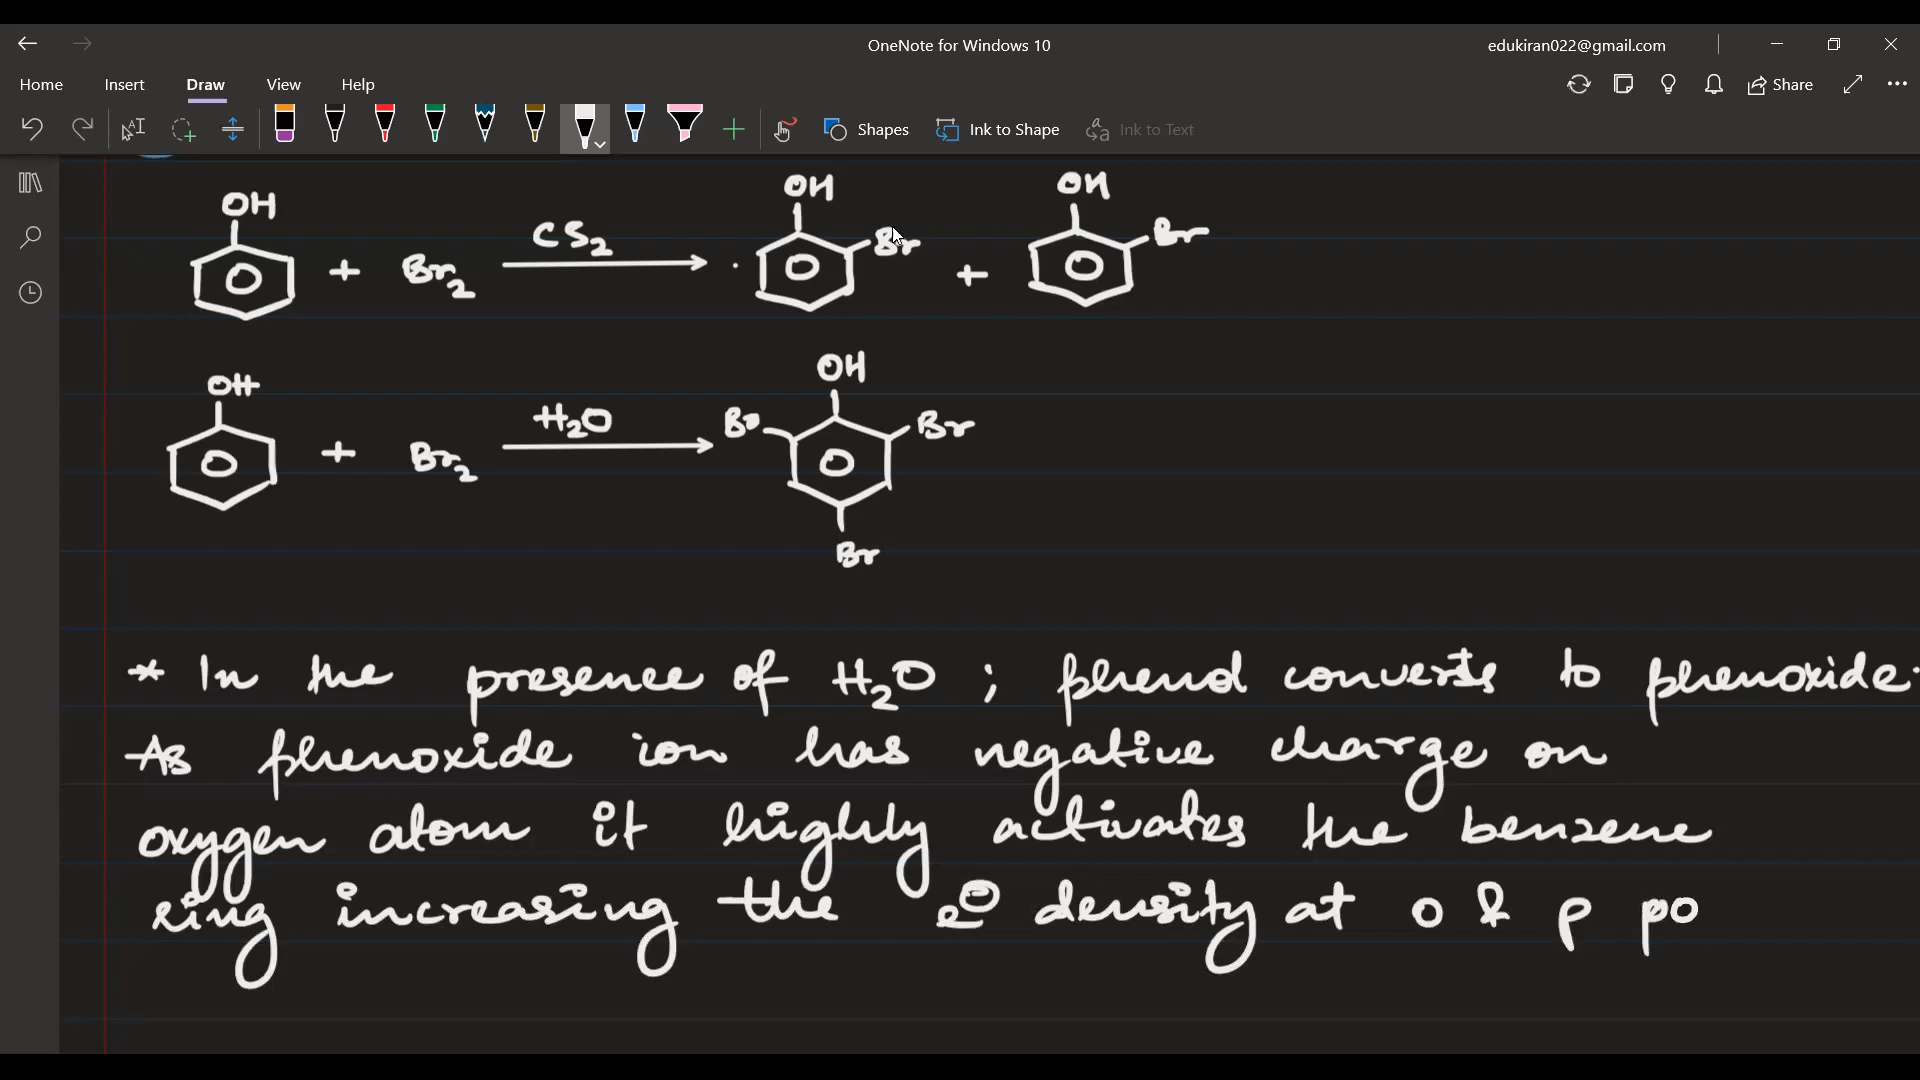 OneNote for Windows 10
edukiran022@gmail.com
Home Insert Draw View Help
Share
Shapes Ink to Shape Ink to Text
OH OH OH
+ Br₂ CS₂ → . Br + Br
OH OH
+ Br₂ H₂O → Br Br
Br
* In the presence of H₂O ; phenol converts to phenoxide.
As phenoxide ion has negative charge on
oxygen atom it highly activates the benzene
ring increasing the e⊖ density at o & p po